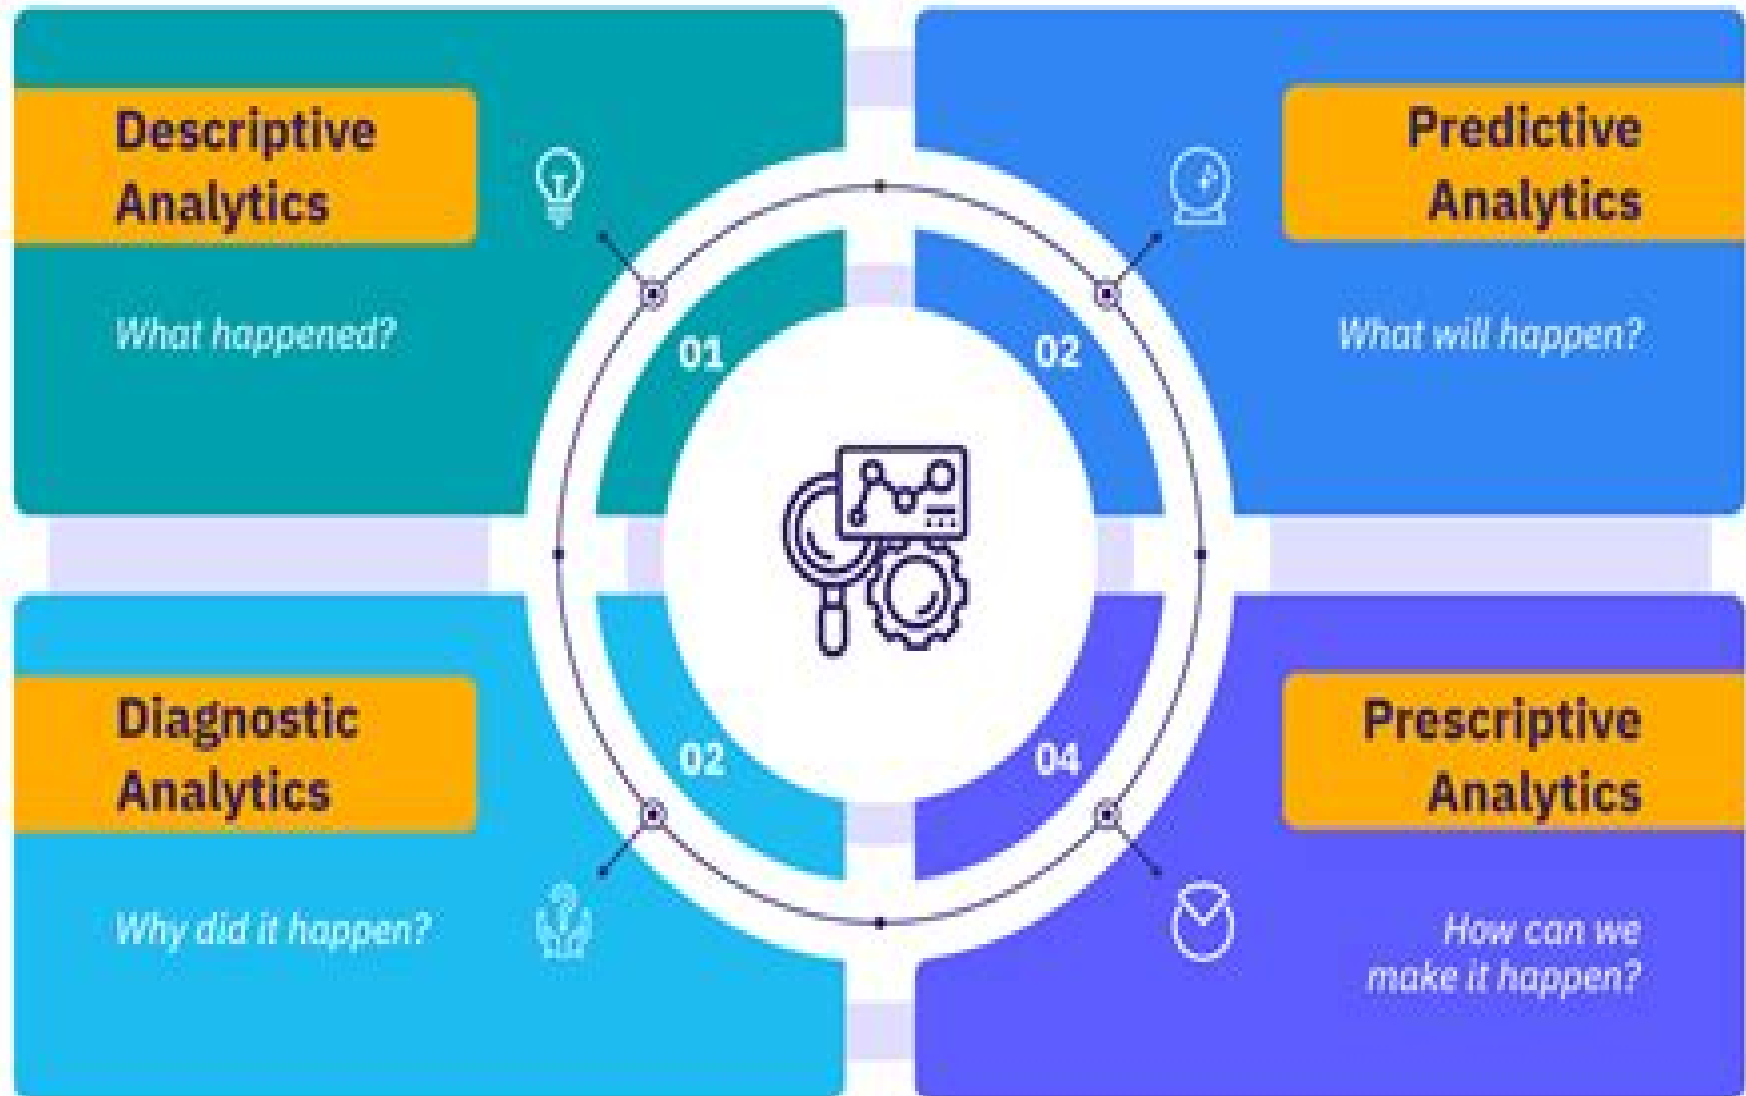 Descriptive
Analytics
What happened?
01
Predictive
Analytics
What will happen?
02
Diagnostic
Analytics
Why did it happen?
02
Prescriptive
Analytics
How can we
make it happen?
04